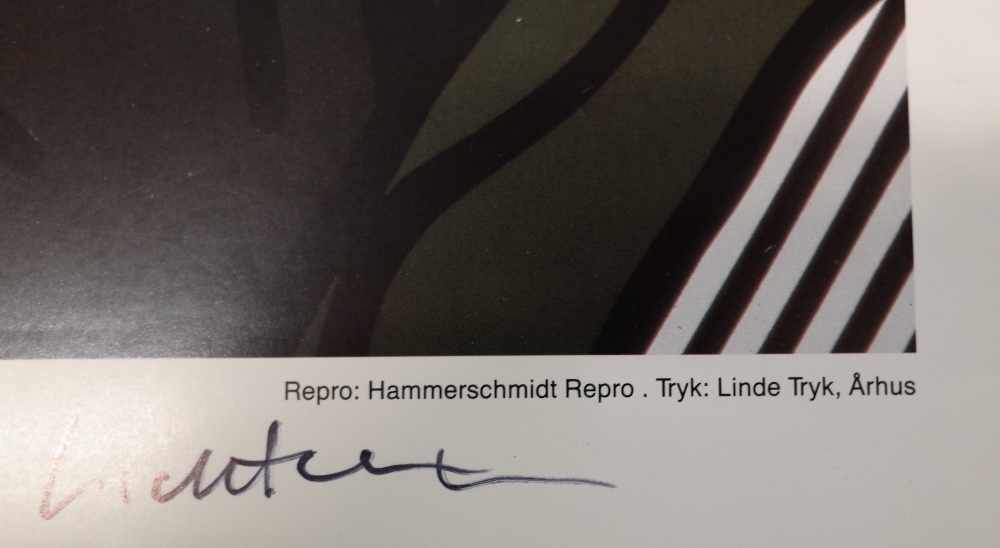 Repro: Hammerschmidt Repro . Tryk: Linde Tryk, Århus